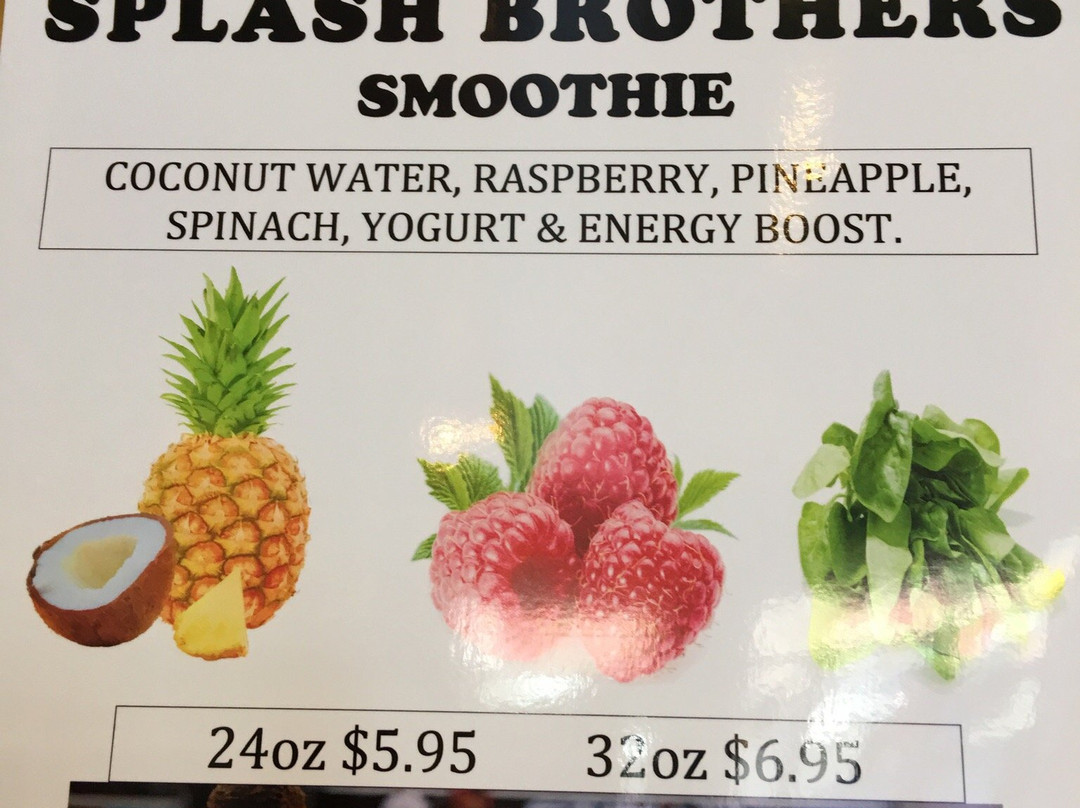 SPLASH BROTHERS
SMOOTHIE
COCONUT WATER, RASPBERRY, PINEAPPLE,
SPINACH, YOGURT & ENERGY BOOST.
24oz $5.95 32oz $6.95